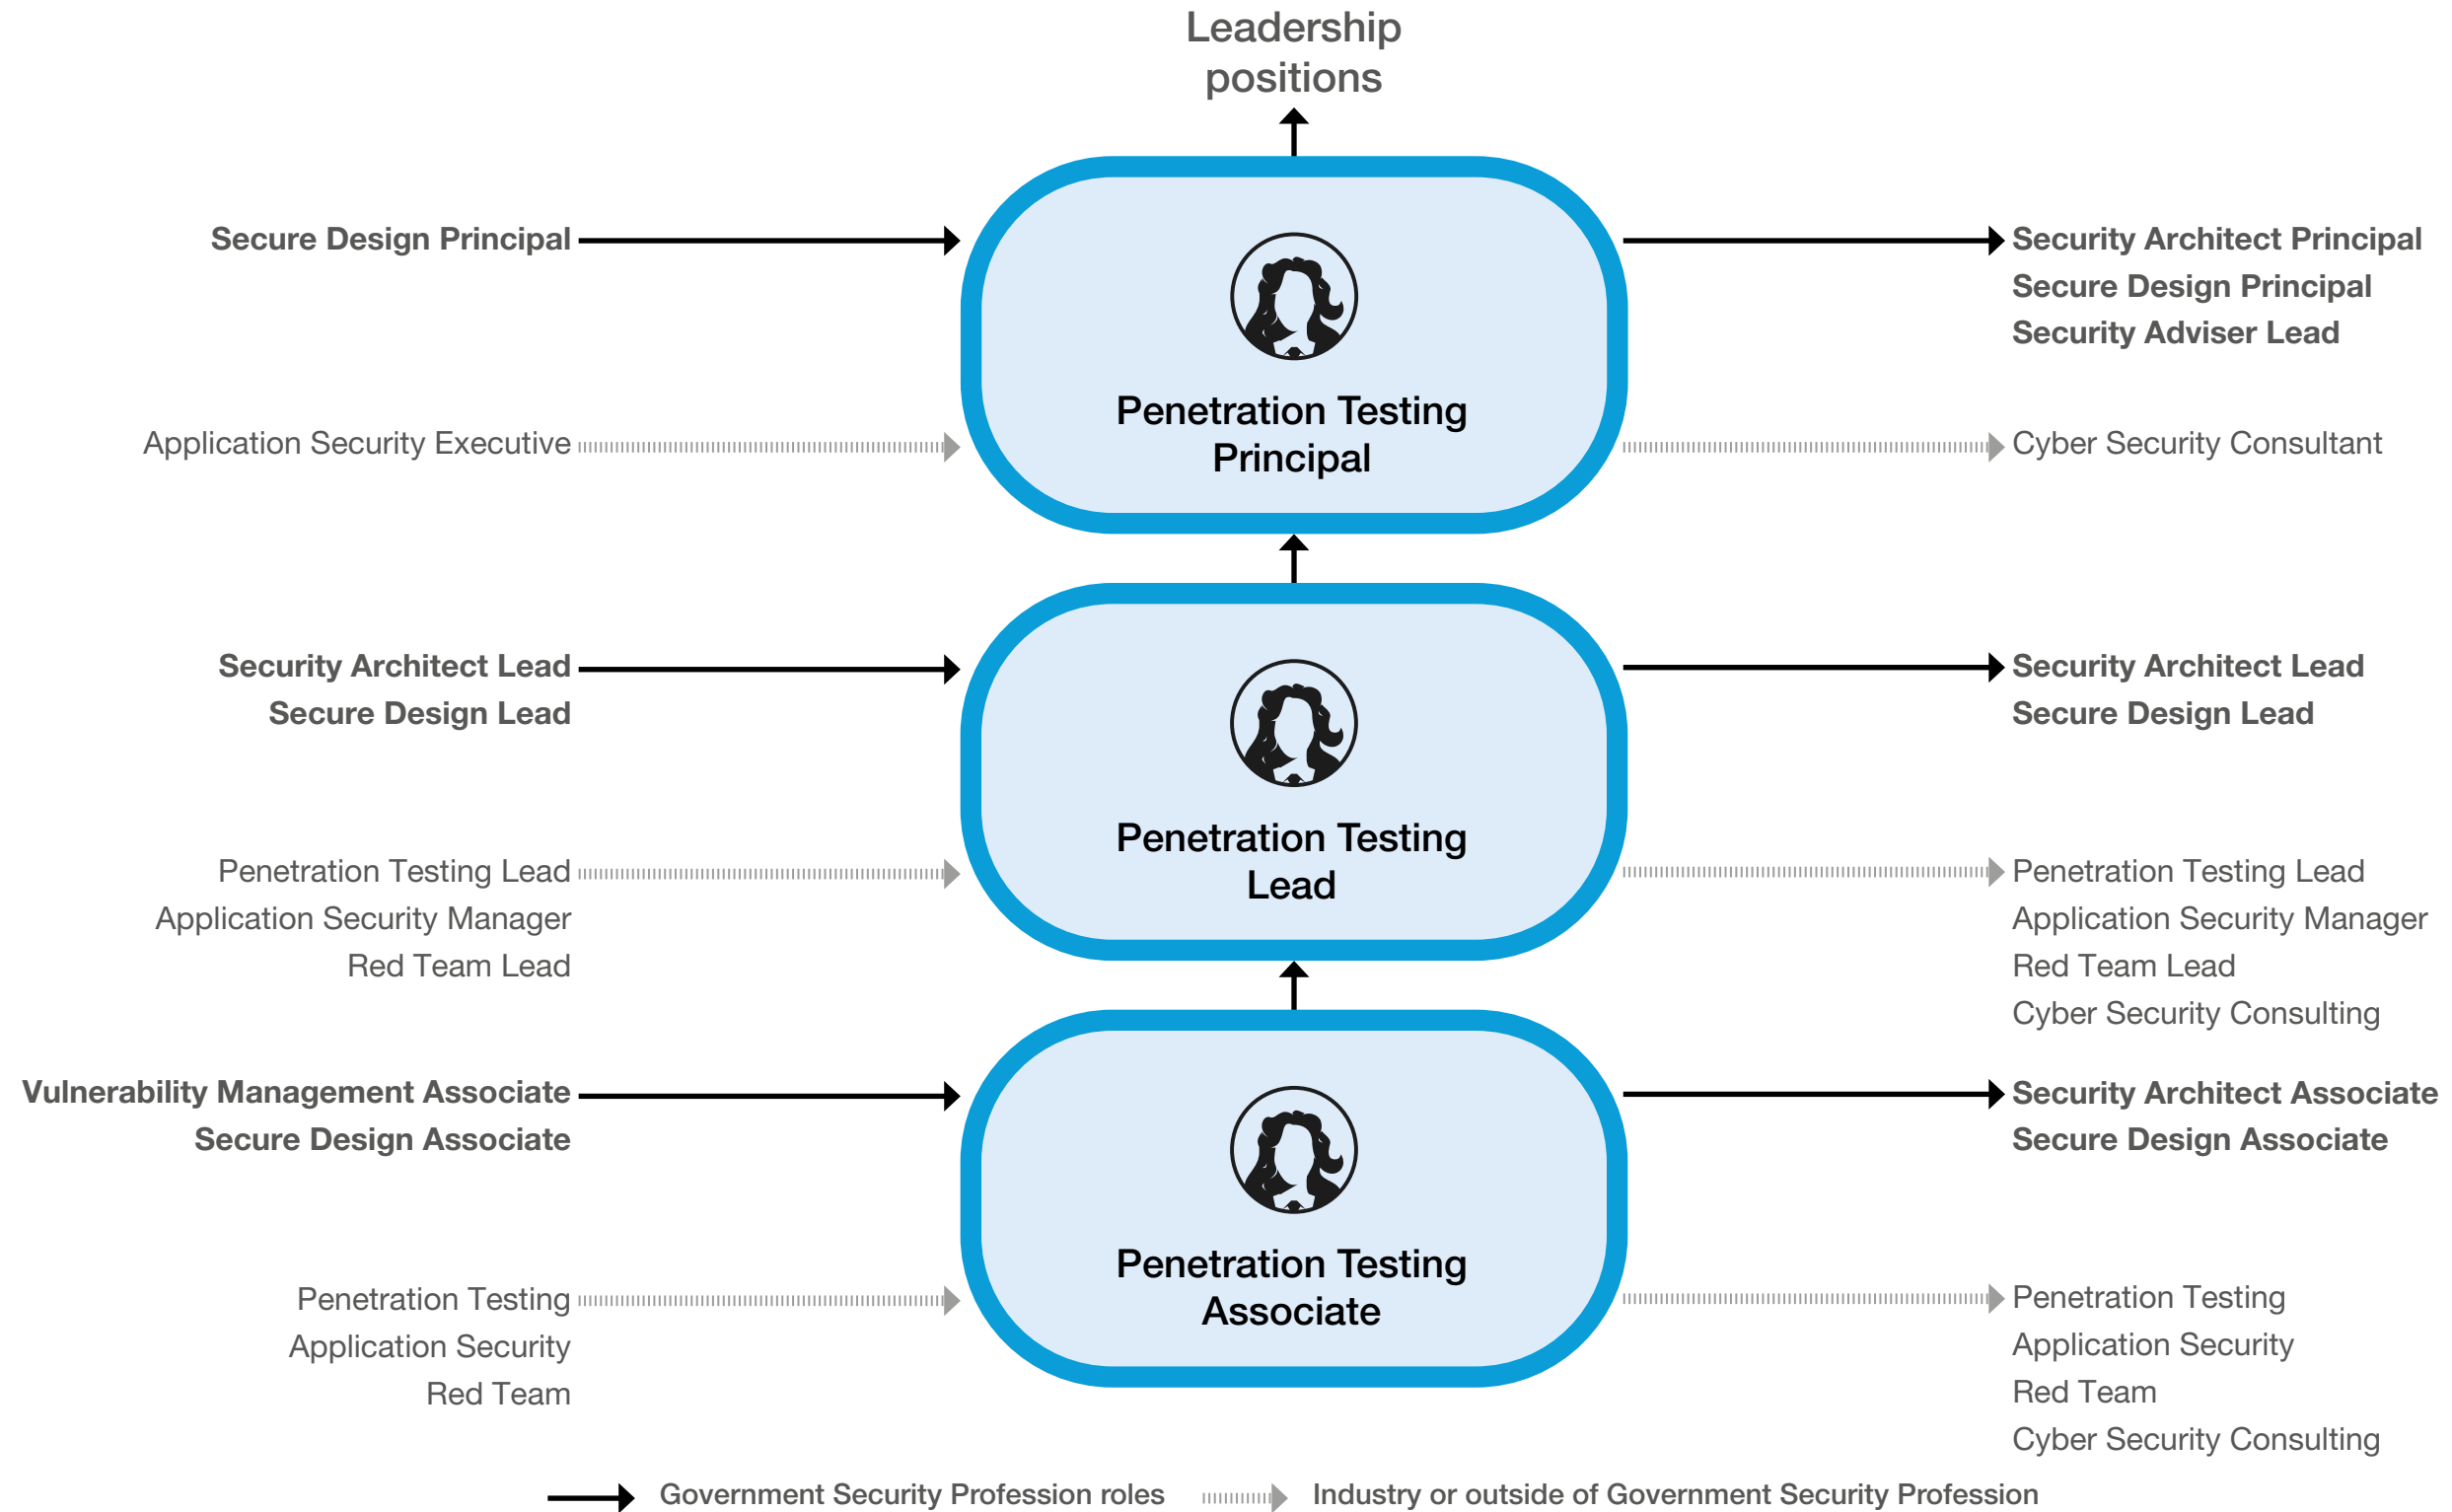 Leadership
positions
Secure Design Principal
Application Security Executive
Penetration Testing
Principal
Security Architect Principal
Secure Design Principal
Security Adviser Lead
Cyber Security Consultant
Security Architect Lead
Secure Design Lead
Penetration Testing Lead
Application Security Manager
Red Team Lead
Penetration Testing
Lead
Security Architect Lead
Secure Design Lead
Penetration Testing Lead
Application Security Manager
Red Team Lead
Cyber Security Consulting
Vulnerability Management Associate
Secure Design Associate
Penetration Testing
Application Security
Red Team
Penetration Testing
Associate
Security Architect Associate
Secure Design Associate
Penetration Testing
Application Security
Red Team
Cyber Security Consulting
Government Security Profession roles
Industry or outside of Government Security Profession